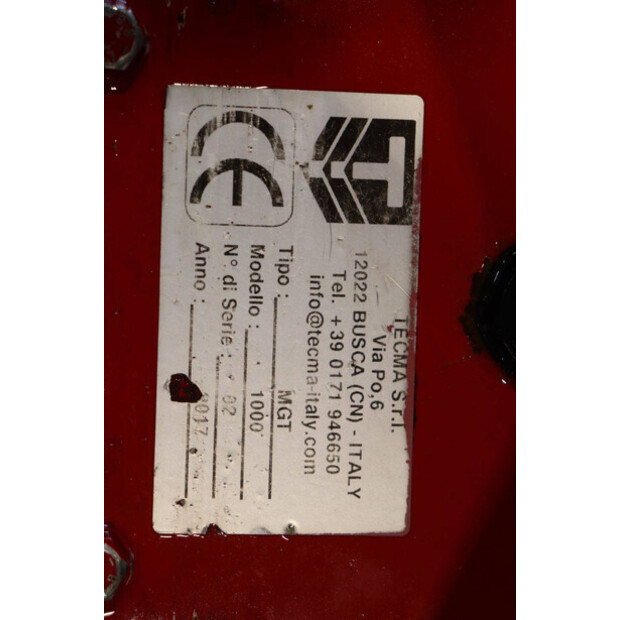 TECMA S.r.l.
Via Po,6
12022 BUSCA (CN) - ITALY
Tel. +39 0171 946650
info@tecma-italy.com
CE
Tipo: MGT
Modello: 1000
N° di Serie: 02
Anno: 2017